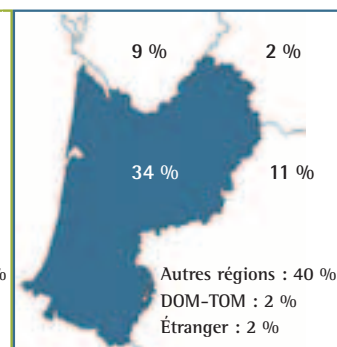 9 % 2 %
34 % 11 %
%
Autres régions : 40 %
DOM-TOM : 2 %
Étranger : 2 %